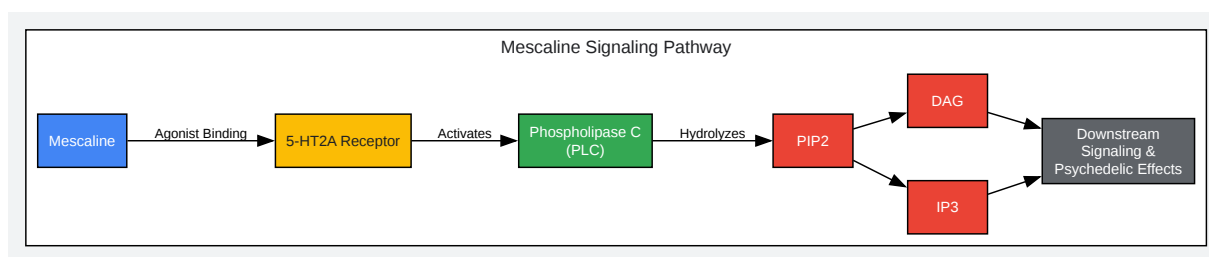 Mescaline Signaling Pathway
Mescaline
Agonist Binding
5-HT2A Receptor
Activates
Phospholipase C
(PLC)
Hydrolyzes
PIP2
DAG
IP3
Downstream
Signaling &
Psychedelic Effects